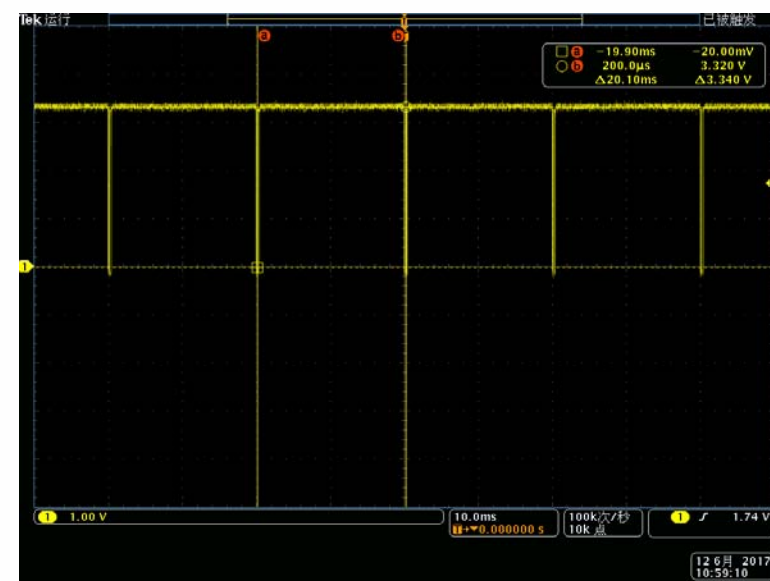 Tek 运行
已被触发
a
b
a -19.90ms -20.00mV
b 200.0μs 3.320 V
Δ20.10ms Δ3.340 V
1
1 1.00 V
10.0ms
T→▼0.000000 s
100k次/秒
10k 点
1 1.74 V
12 6月 2017
10:59:10